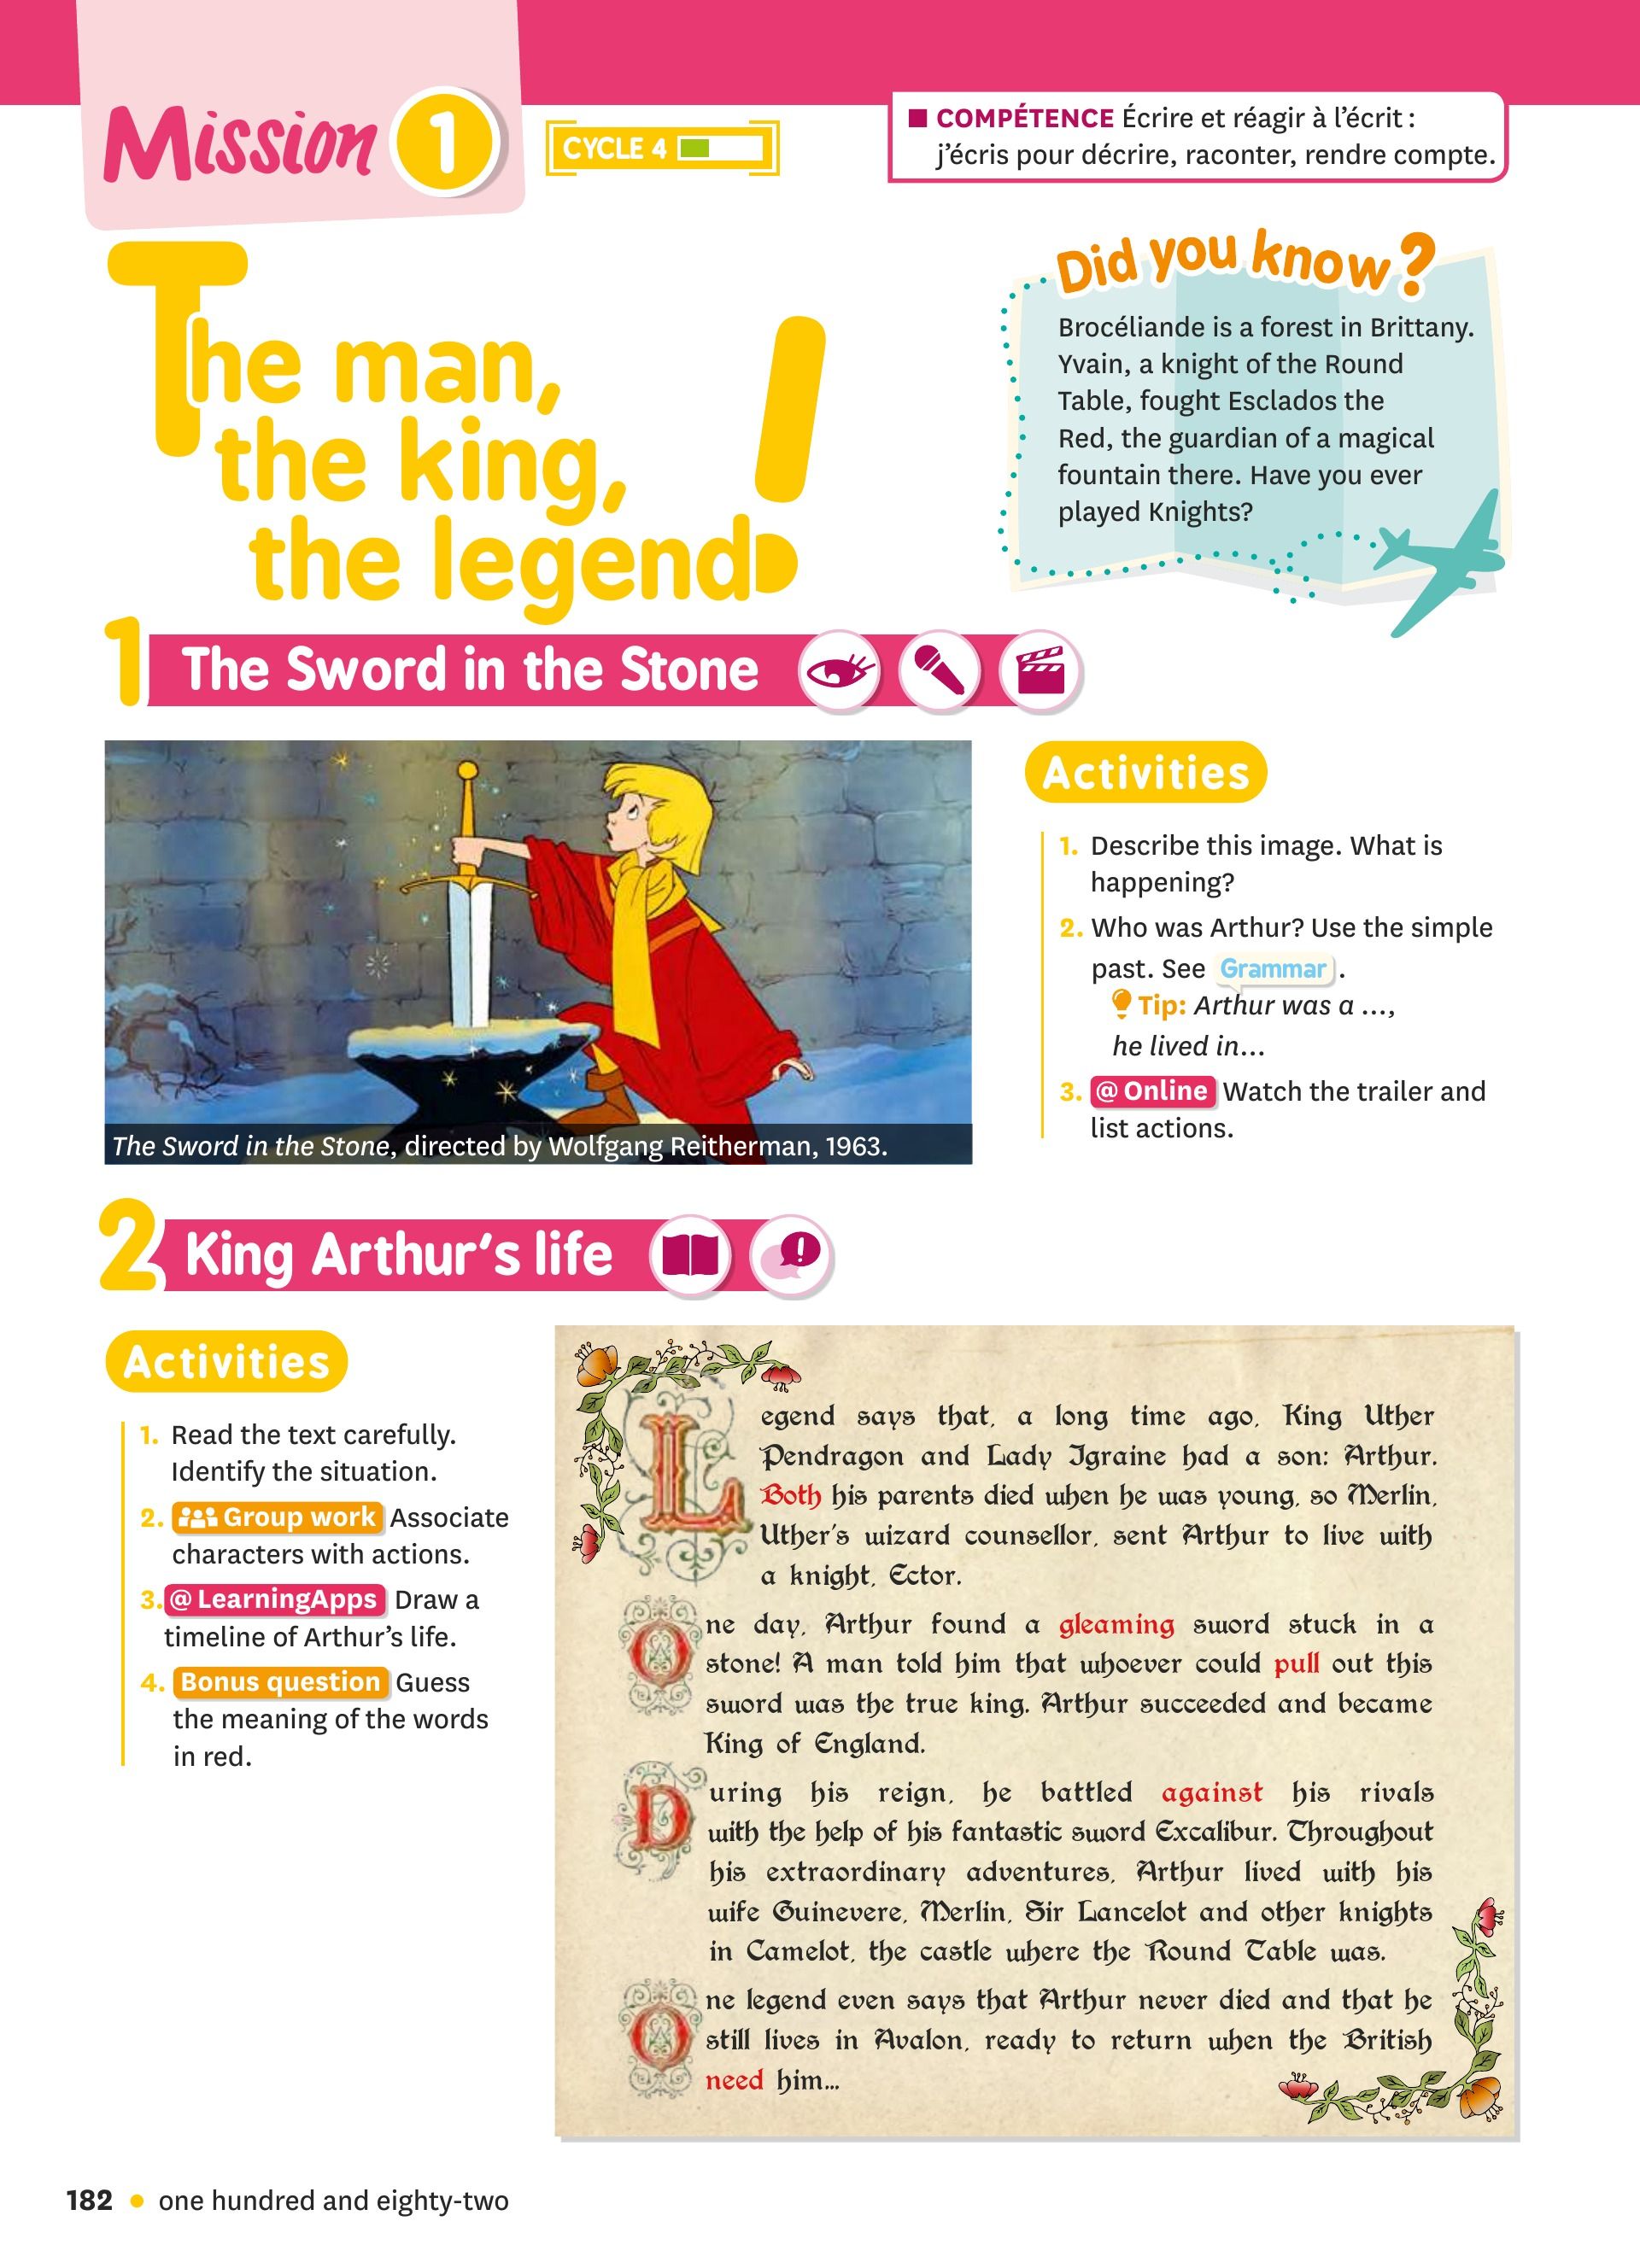 Mission 1
CYCLE 4
■ COMPÉTENCE Écrire et réagir à l'écrit :
j'écris pour décrire, raconter, rendre compte.
The man,
the king,
the legend!
Did you know?
Brocéliande is a forest in Brittany.
Yvain, a knight of the Round
Table, fought Esclados the
Red, the guardian of a magical
fountain there. Have you ever
played Knights?
1 The Sword in the Stone
The Sword in the Stone, directed by Wolfgang Reitherman, 1963.
Activities
1. Describe this image. What is
happening?
2. Who was Arthur? Use the simple
past. See Grammar.
Tip: Arthur was a ...,
he lived in...
3. @ Online Watch the trailer and
list actions.
2 King Arthur's life
Activities
1. Read the text carefully.
Identify the situation.
2. Group work Associate
characters with actions.
3. @ LearningApps Draw a
timeline of Arthur's life.
4. Bonus question Guess
the meaning of the words
in red.
Legend says that, a long time ago, King Uther
Pendragon and Lady Igraine had a son: Arthur.
Both his parents died when he was young, so Merlin,
Uther's wizard counsellor, sent Arthur to live with
a knight, Ector.
One day, Arthur found a gleaming sword stuck in a
stone! A man told him that whoever could pull out this
sword was the true king. Arthur succeeded and became
King of England.
During his reign, he battled against his rivals
with the help of his fantastic sword Excalibur. Throughout
his extraordinary adventures, Arthur lived with his
wife Guinevere, Merlin, Sir Lancelot and other knights
in Camelot, the castle where the Round Table was.
One legend even says that Arthur never died and that he
still lives in Avalon, ready to return when the British
need him...
182 • one hundred and eighty-two